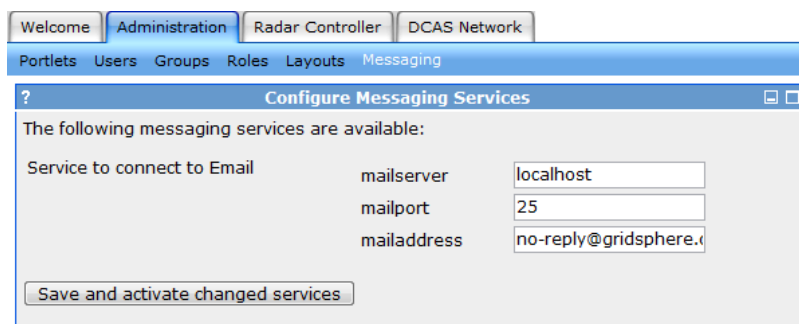 Welcome Administration Radar Controller DCAS Network
Portlets Users Groups Roles Layouts Messaging
? Configure Messaging Services
The following messaging services are available:
Service to connect to Email
mailserver localhost
mailport 25
mailaddress no-reply@gridsphere.
Save and activate changed services